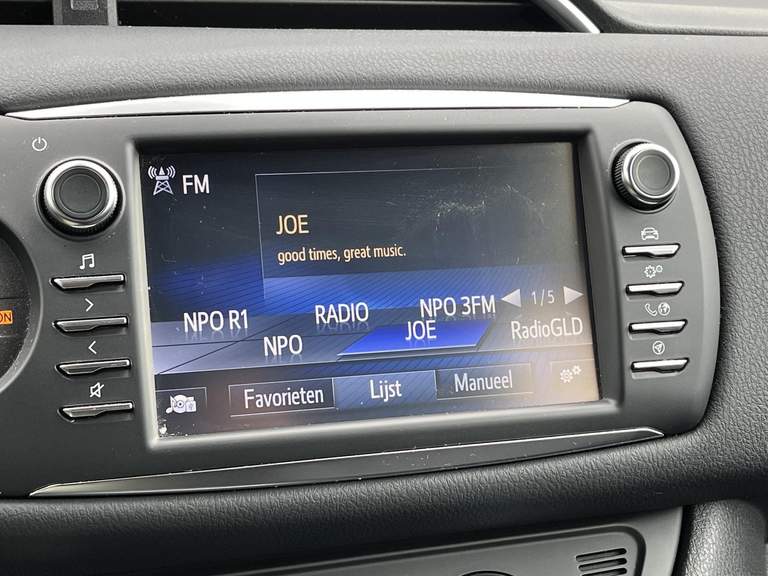 FM
JOE
good times, great music.
NPO R1 RADIO NPO 3FM 1/5
NPO JOE RadioGLD
Favorieten Lijst Manueel
ON